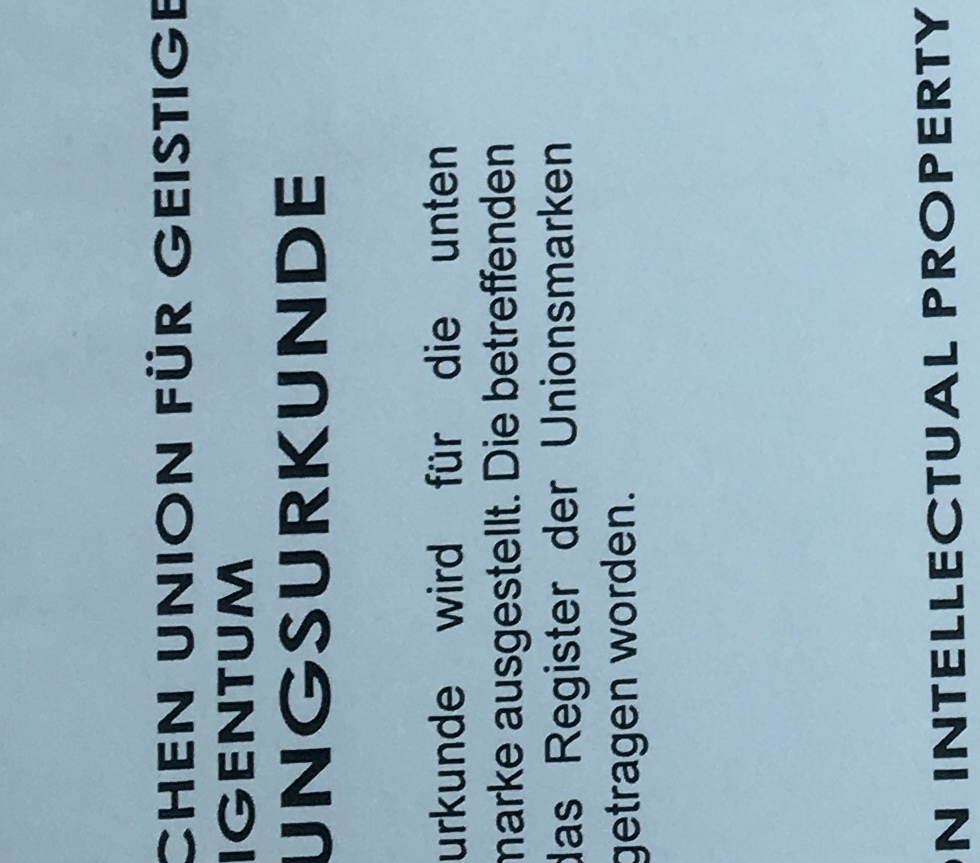 CHEN UNION FÜR GEISTIGE
IGENTUM
UNGSURKUNDE
urkunde wird für die unten
marke ausgestellt. Die betreffenden
das Register der Unionsmarken
getragen worden.
ON INTELLECTUAL PROPERTY